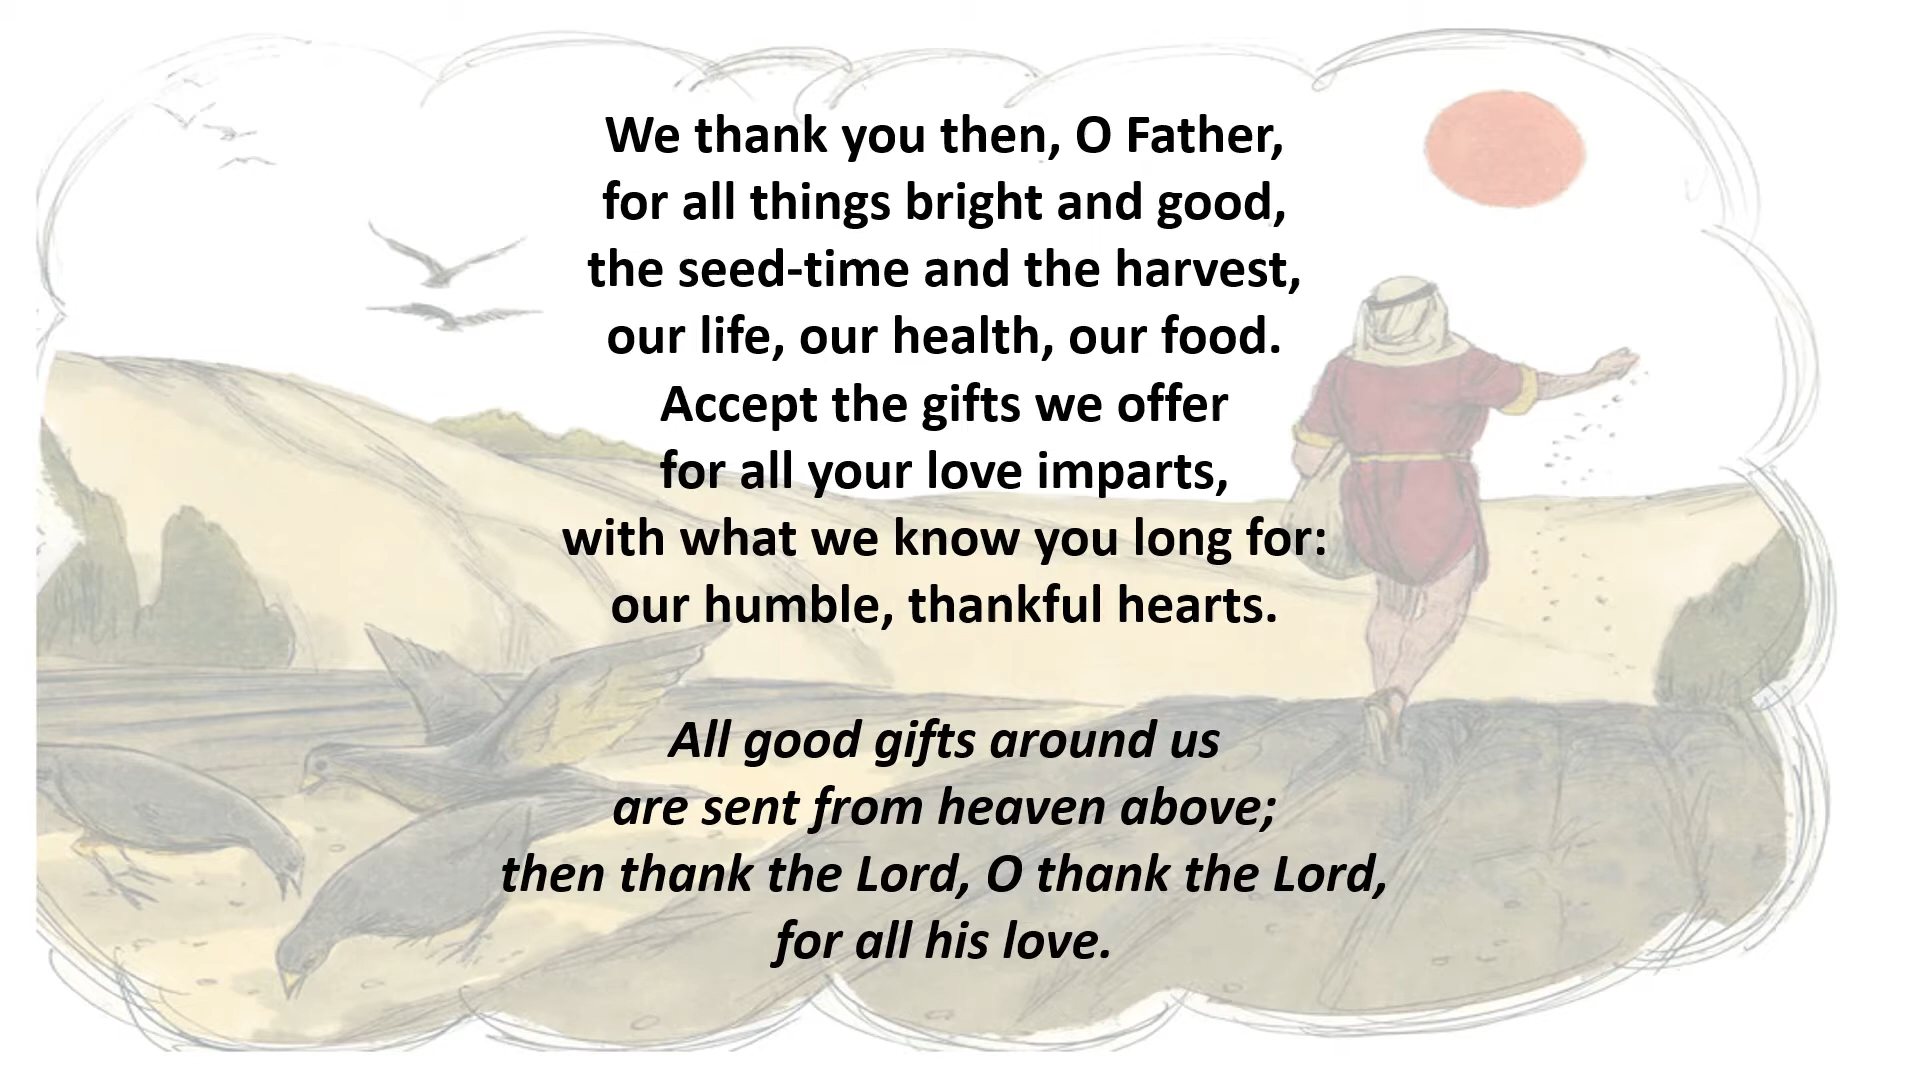 We thank you then, O Father,
for all things bright and good,
the seed-time and the harvest,
our life, our health, our food.
Accept the gifts we offer
for all your love imparts,
with what we know you long for:
our humble, thankful hearts.
All good gifts around us
are sent from heaven above;
then thank the Lord, O thank the Lord,
for all his love.